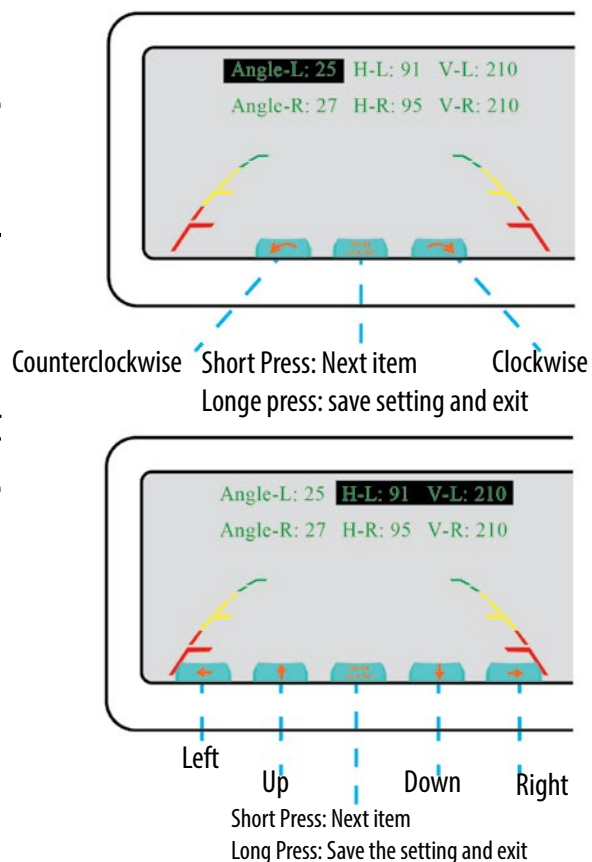 Angle-L: 25 H-L: 91 V-L: 210
Angle-R: 27 H-R: 95 V-R: 210
Counterclockwise Short Press: Next item Clockwise
Longe press: save setting and exit
Angle-L: 25 H-L: 91 V-L: 210
Angle-R: 27 H-R: 95 V-R: 210
Left
Up Down Right
Short Press: Next item
Long Press: Save the setting and exit